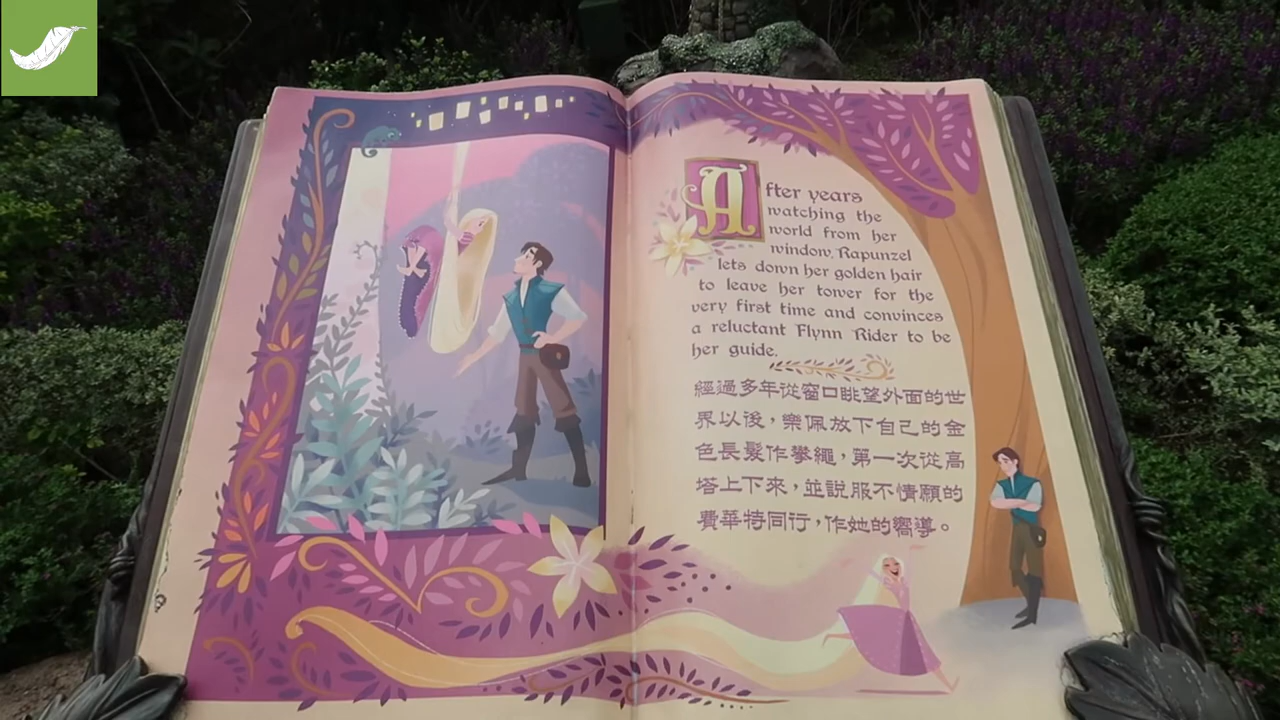 After years
watching the
world from her
window, Rapunzel
lets down her golden hair
to leave her tower for the
very first time and convinces
a reluctant Flynn Rider to be
her guide.
經過多年從窗口眺望外面的世
界以後，樂佩放下自己的金
色長髮作攀繩，第一次從高
塔上下來，並說服不情願的
費華特同行，作她的嚮導。